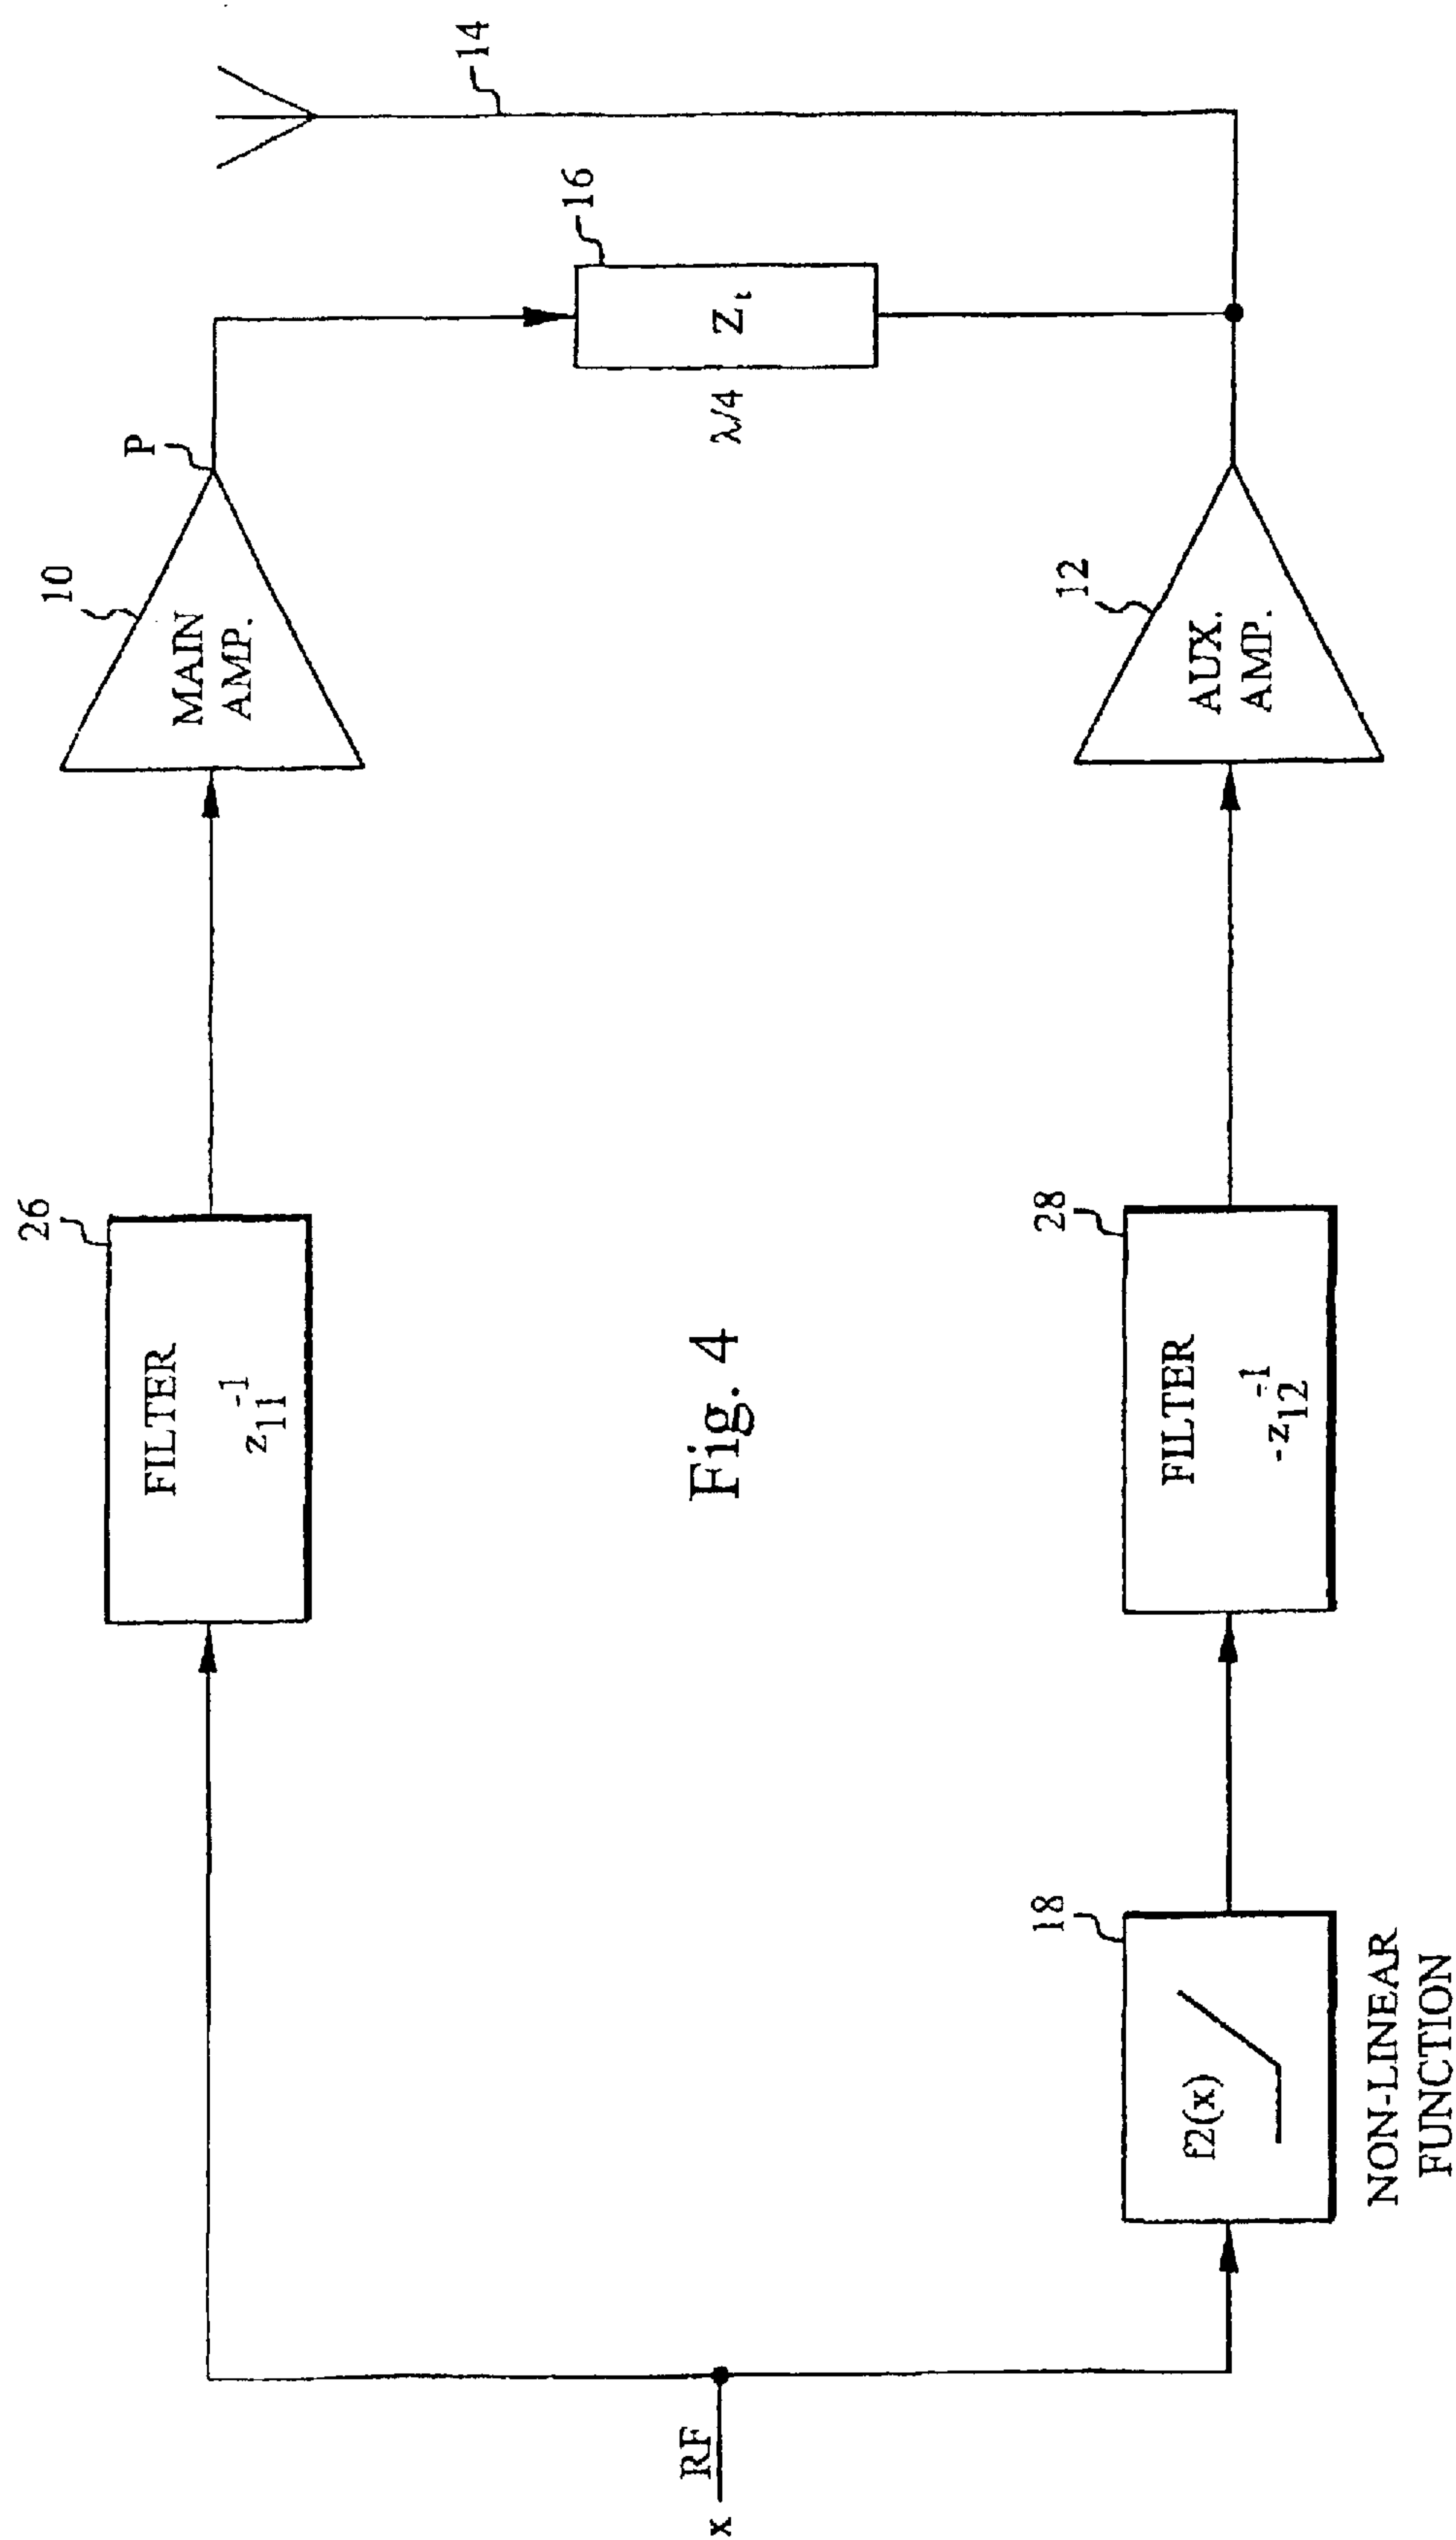 x RF
FILTER
z₁₁⁻¹
26
MAIN
AMP.
10
P
16
Zₜ
λ/4
14
f2(x)
18
NON-LINEAR
FUNCTION
FILTER
-z₁₂⁻¹
28
AUX.
AMP.
12
Fig. 4